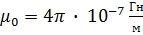 μ₀ = 4π · 10⁻⁷ Гн/м